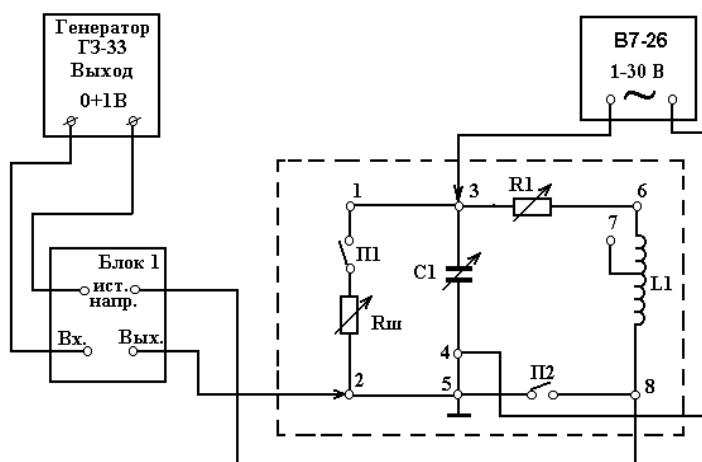 Генератор
ГЗ-33
Выход
0+1В
В7-26
1-30 В
~
Блок 1
ист.
напр.
Вх.
Вых.
1
3
R1
6
7
П1
C1
L1
Rш
4
2
5
П2
8